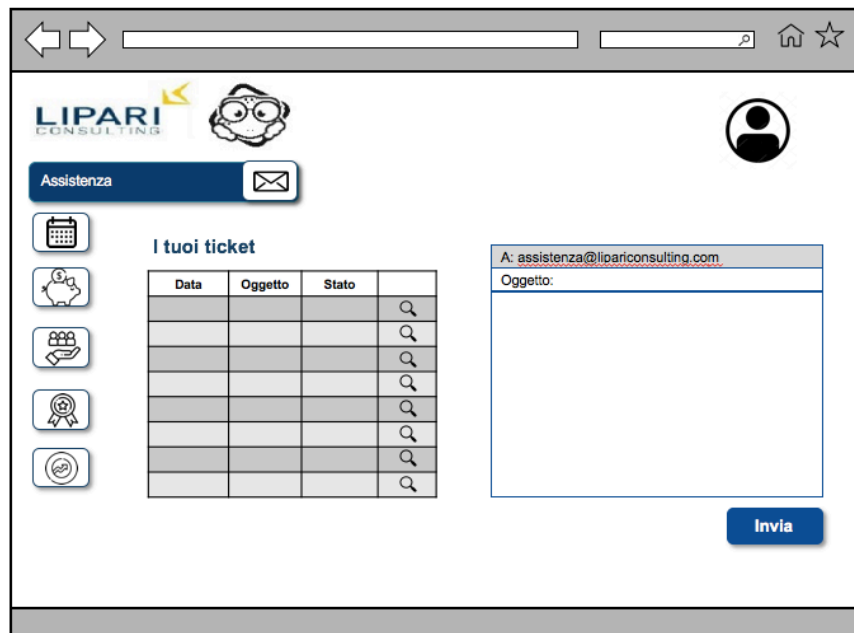 LIPARI
CONSULTING
Assistenza
I tuoi ticket
Data Oggetto Stato
A: assistenza@lipariconsulting.com
Oggetto:
Invia